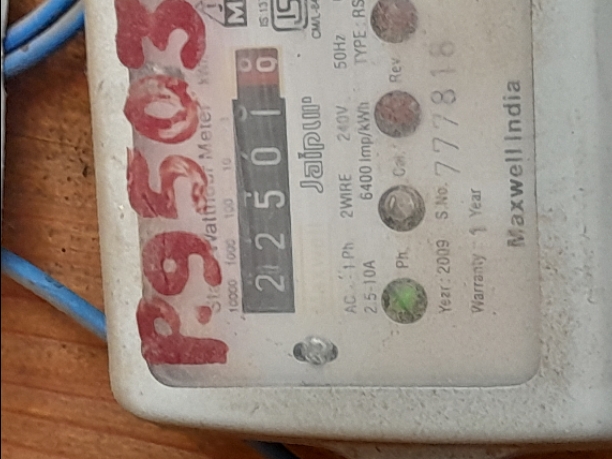 P.9503
Watthour Meter
10000 1000 100 10
22501
Jaipur
AC - 1 Ph 2WIRE 240V 50Hz
2.5-10A 6400 Imp/kWh
Ph. Cal. Rev
Year: 2009 S.No. 777818
Warranty: 1 Year
Maxwell India